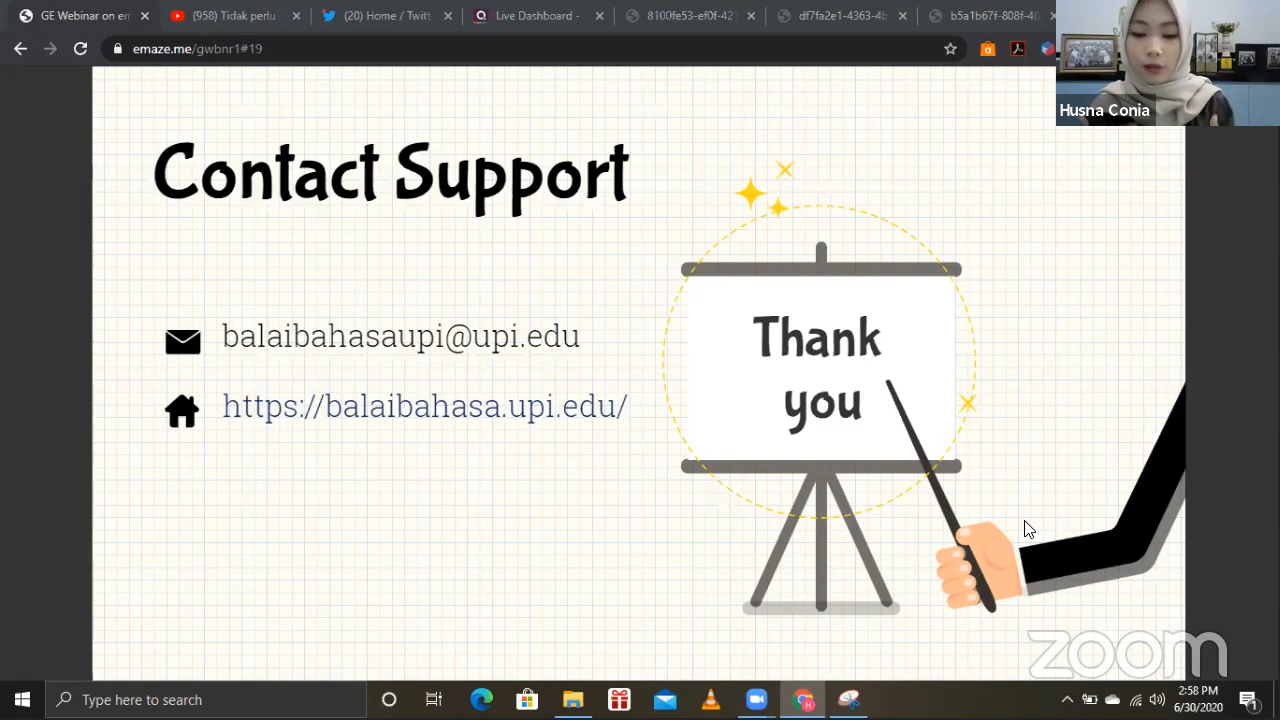 GE Webinar on em
(958) Tidak perlu
(20) Home / Twitt
Live Dashboard -
8100fe53-ef0f-421
df7fa2e1-4363-4b
b5a1b67f-808f-40
emaze.me/gwbnr1#19
Husna Conia
Contact Support
balaibahasaupi@upi.edu
https://balaibahasa.upi.edu/
Thank
you
zoom
Type here to search
2:58 PM
6/30/2020
1